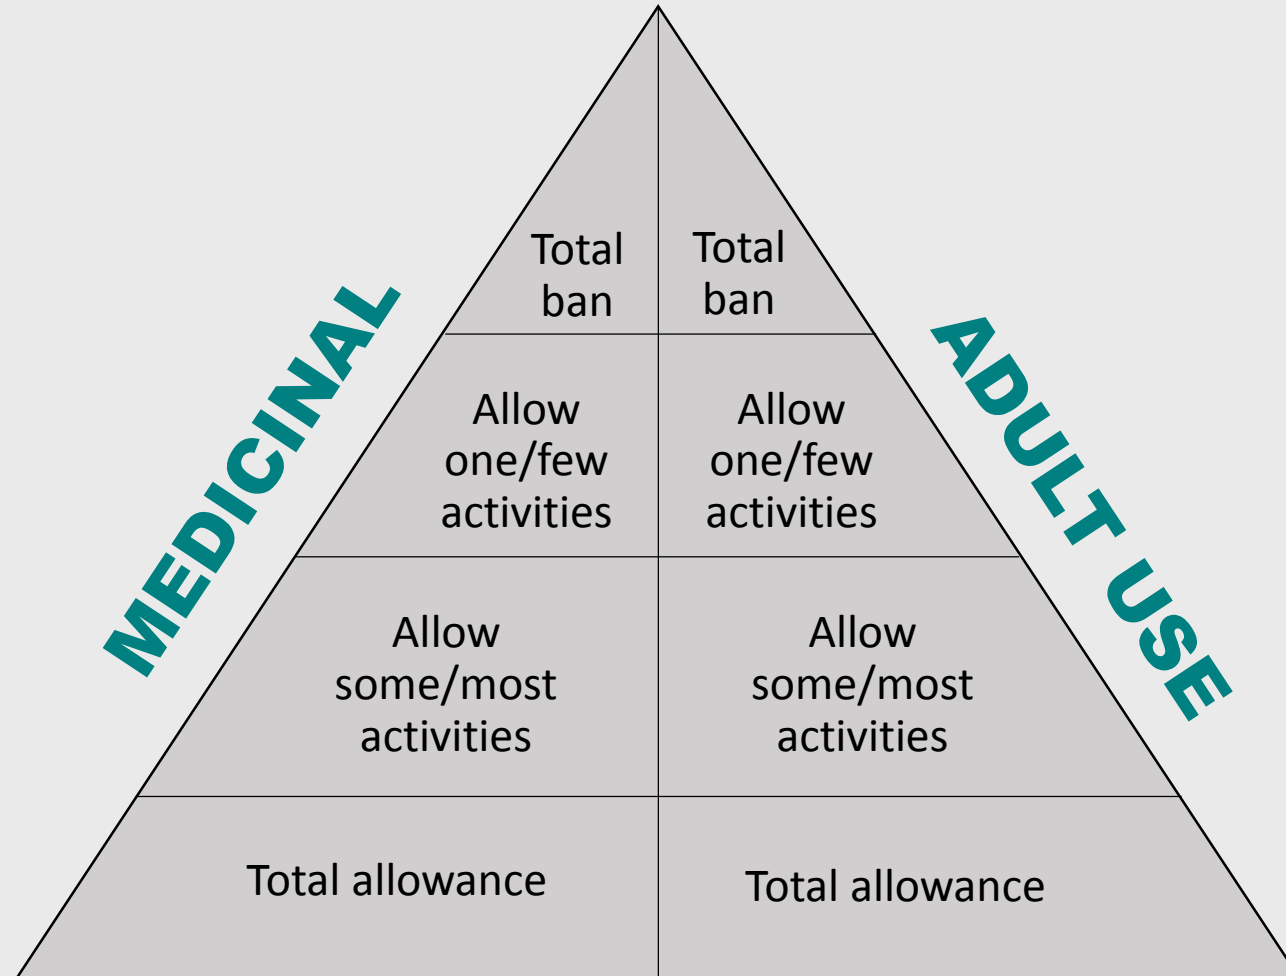 MEDICINAL
ADULT USE
Total
ban
Total
ban
Allow
one/few
activities
Allow
one/few
activities
Allow
some/most
activities
Allow
some/most
activities
Total allowance
Total allowance